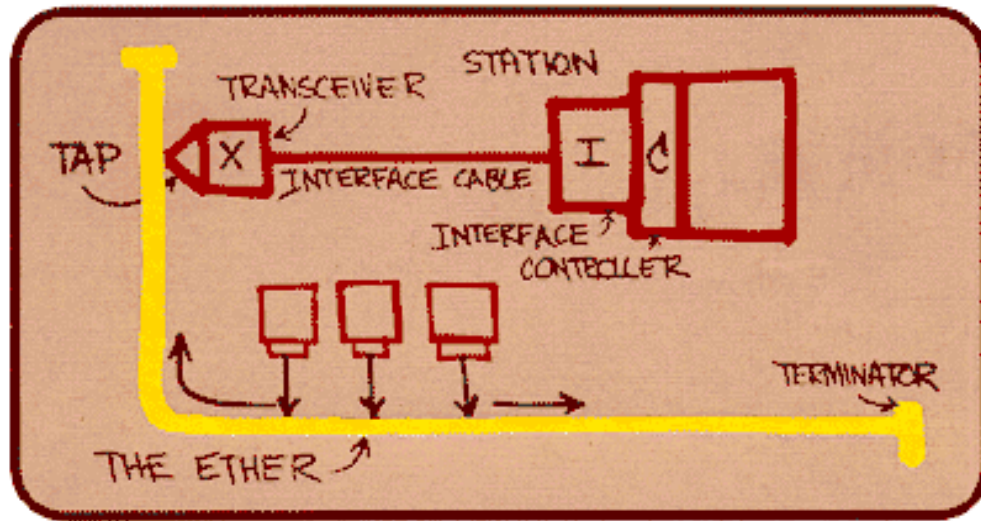 STATION
TRANSCEIVER
TAP
X
I
C
INTERFACE CABLE
INTERFACE
CONTROLLER
TERMINATOR
THE ETHER